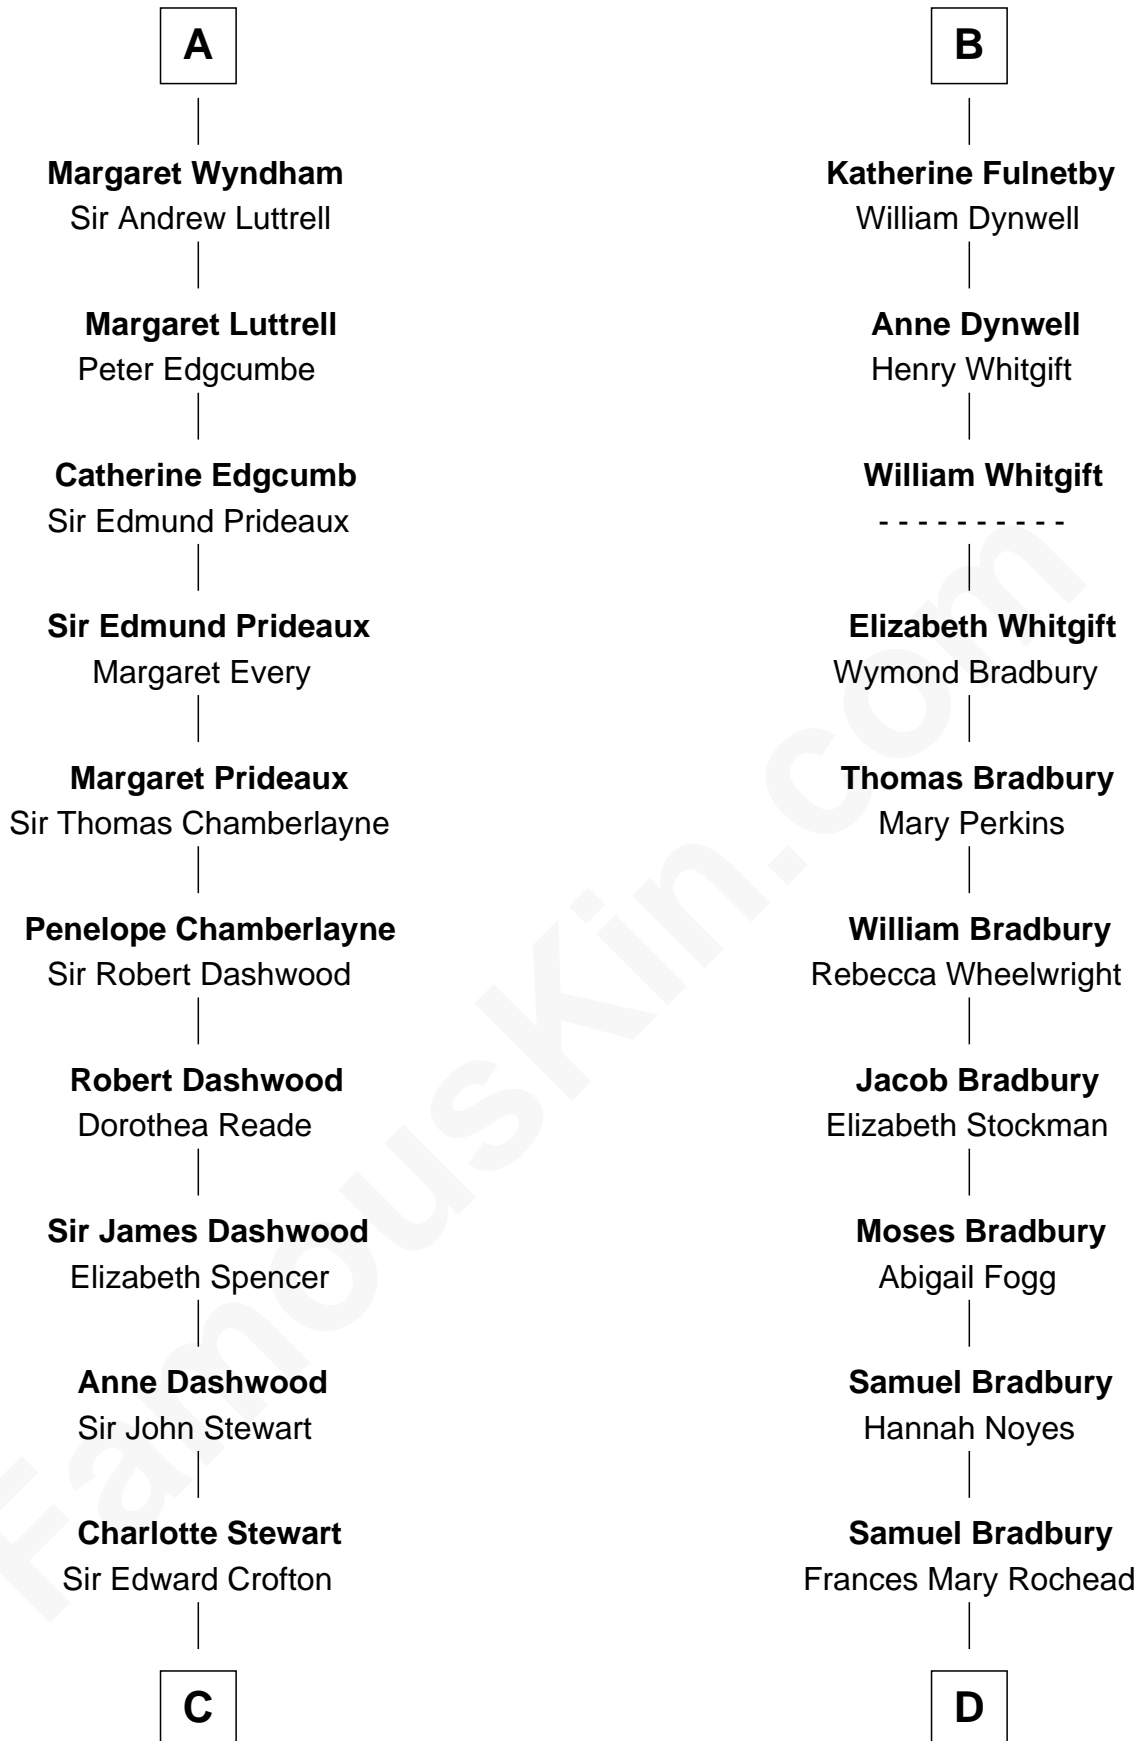 A
Margaret Wyndham
Sir Andrew Luttrell
Margaret Luttrell
Peter Edgcumbe
Catherine Edgcumb
Sir Edmund Prideaux
Sir Edmund Prideaux
Margaret Every
Margaret Prideaux
Sir Thomas Chamberlayne
Penelope Chamberlayne
Sir Robert Dashwood
Robert Dashwood
Dorothea Reade
Sir James Dashwood
Elizabeth Spencer
Anne Dashwood
Sir John Stewart
Charlotte Stewart
Sir Edward Crofton
C
B
Katherine Fulnetby
William Dynwell
Anne Dynwell
Henry Whitgift
William Whitgift
- - - - - - - - - -
Elizabeth Whitgift
Wymond Bradbury
Thomas Bradbury
Mary Perkins
William Bradbury
Rebecca Wheelwright
Jacob Bradbury
Elizabeth Stockman
Moses Bradbury
Abigail Fogg
Samuel Bradbury
Hannah Noyes
Samuel Bradbury
Frances Mary Rochead
D
FamousKin.com